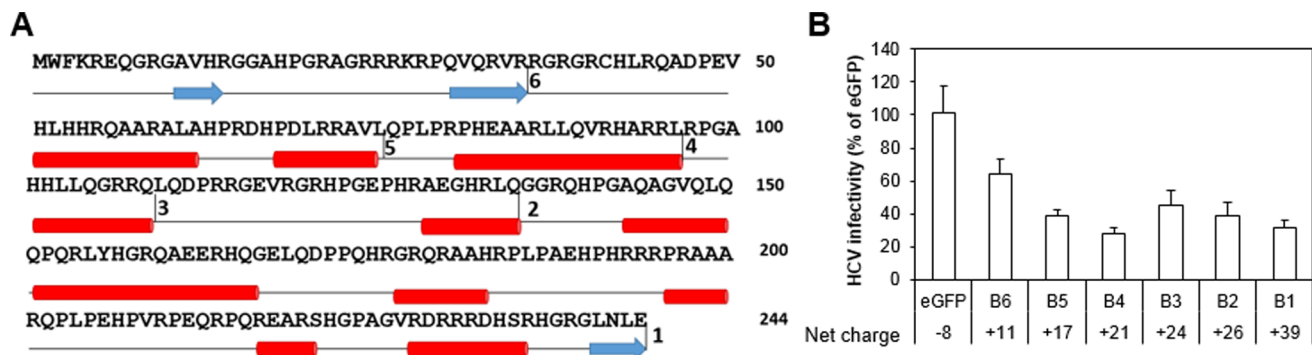 A
MWFKREQGRGAVHRGGAHPGRAGRRRKRPQVQRVRRGRGRCHLRQADPEV 50
6
HLHHRQAARALAHPRDHPDLRRAVLQPLPRPHEAARLLQVRHARRLRPGA 100
5 4
HHLLQGRRQLQDPRRGEVRGRHPGEPHRAEGHRLQGGRQHPGAQAGVQLQ 150
3 2
QPQRLYHGRQAEERHQGELQDPPQHRGRQRAAHRPLPAEHPHRRRPRAAA 200
RQPLPEHPVRPEQRPQREARSHGPAGVRDRRRDHSRHGRGLNLE 244
1
B
HCV infectivity (% of eGFP)
140
120
100
80
60
40
20
0
eGFP B6 B5 B4 B3 B2 B1
Net charge -8 +11 +17 +21 +24 +26 +39